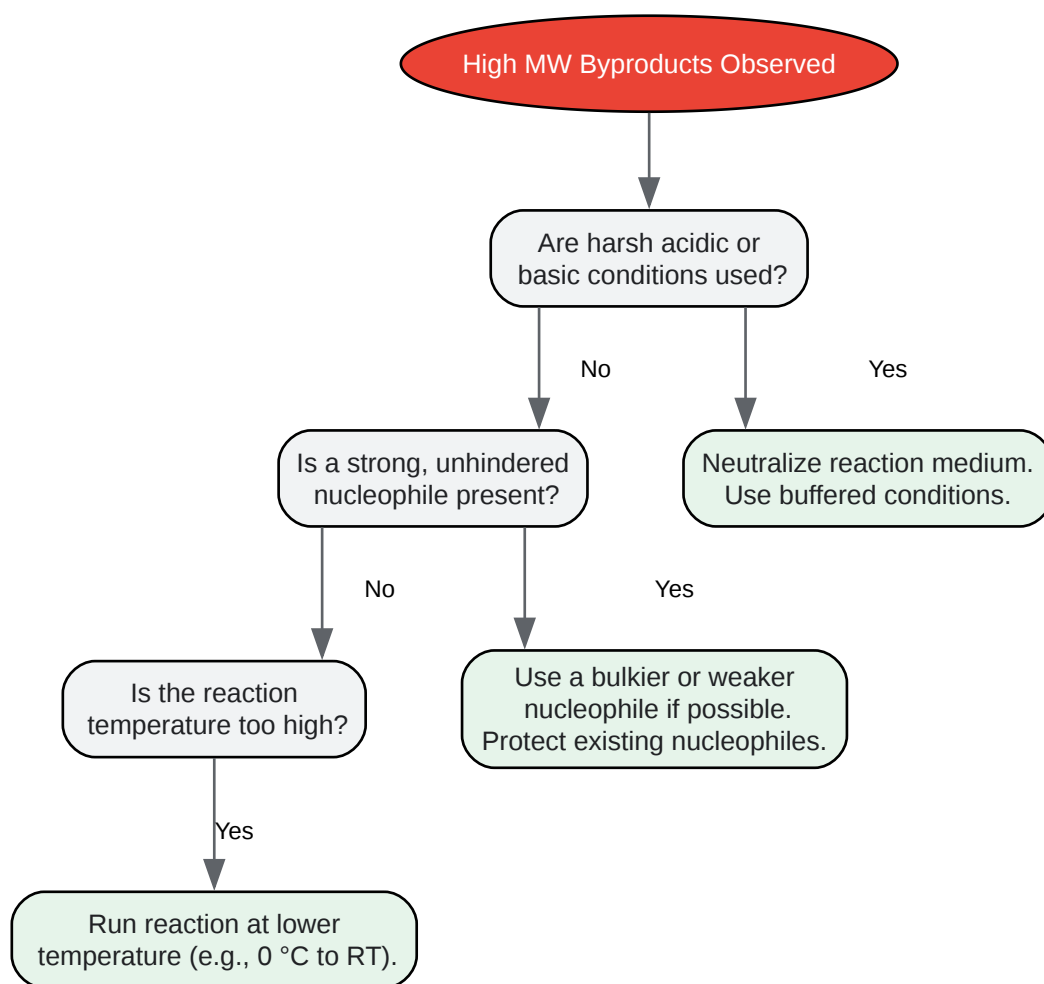 High MW Byproducts Observed
Are harsh acidic or
basic conditions used?
No
Yes
Is a strong, unhindered
nucleophile present?
Neutralize reaction medium.
Use buffered conditions.
No
Yes
Is the reaction
temperature too high?
Use a bulkier or weaker
nucleophile if possible.
Protect existing nucleophiles.
Yes
Run reaction at lower
temperature (e.g., 0 °C to RT).